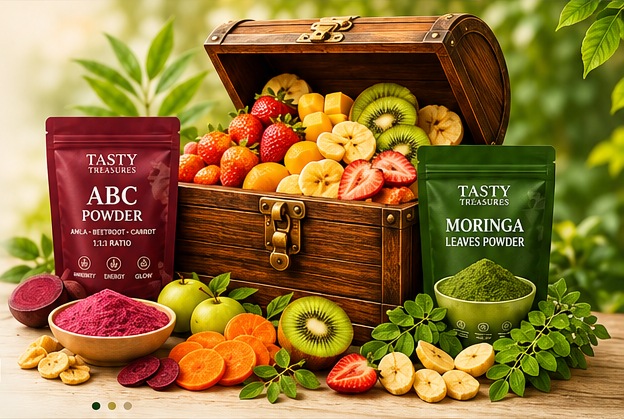 TASTY
TREASURES
ABC
POWDER
AMLA - BEETROOT - CARROT
1:1:1 RATIO
IMMUNITY
ENERGY
GLOW
TASTY
TREASURES
MORINGA
LEAVES POWDER